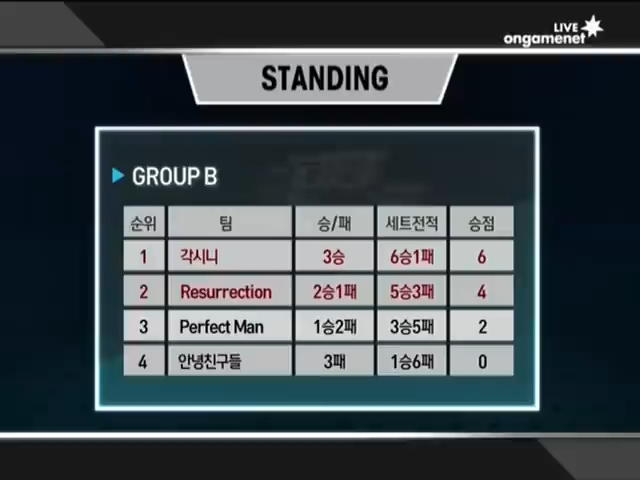 LIVE
ongamenet
STANDING
GROUP B
순위 팀 승/패 세트전적 승점
1 각시니 3승 6승1패 6
2 Resurrection 2승1패 5승3패 4
3 Perfect Man 1승2패 3승5패 2
4 안녕친구들 3패 1승6패 0